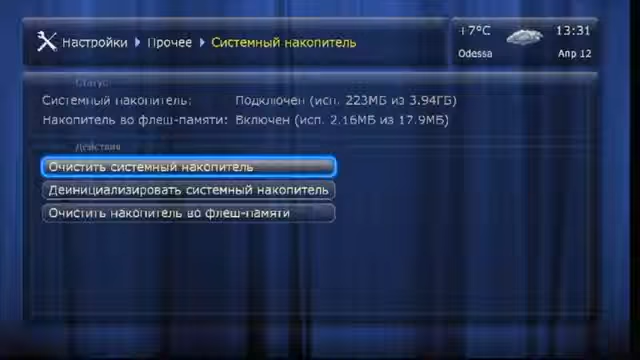 Настройки Прочее Системный накопитель
+7°C 13:31
Odessa Апр 12
Статус
Системный накопитель: Подключен (исп. 223МБ из 3.94ГБ)
Накопитель во флеш-памяти: Включен (исп. 2.16МБ из 17.9МБ)
Действия
Очистить системный накопитель
Деинициализировать системный накопитель
Очистить накопитель во флеш-памяти